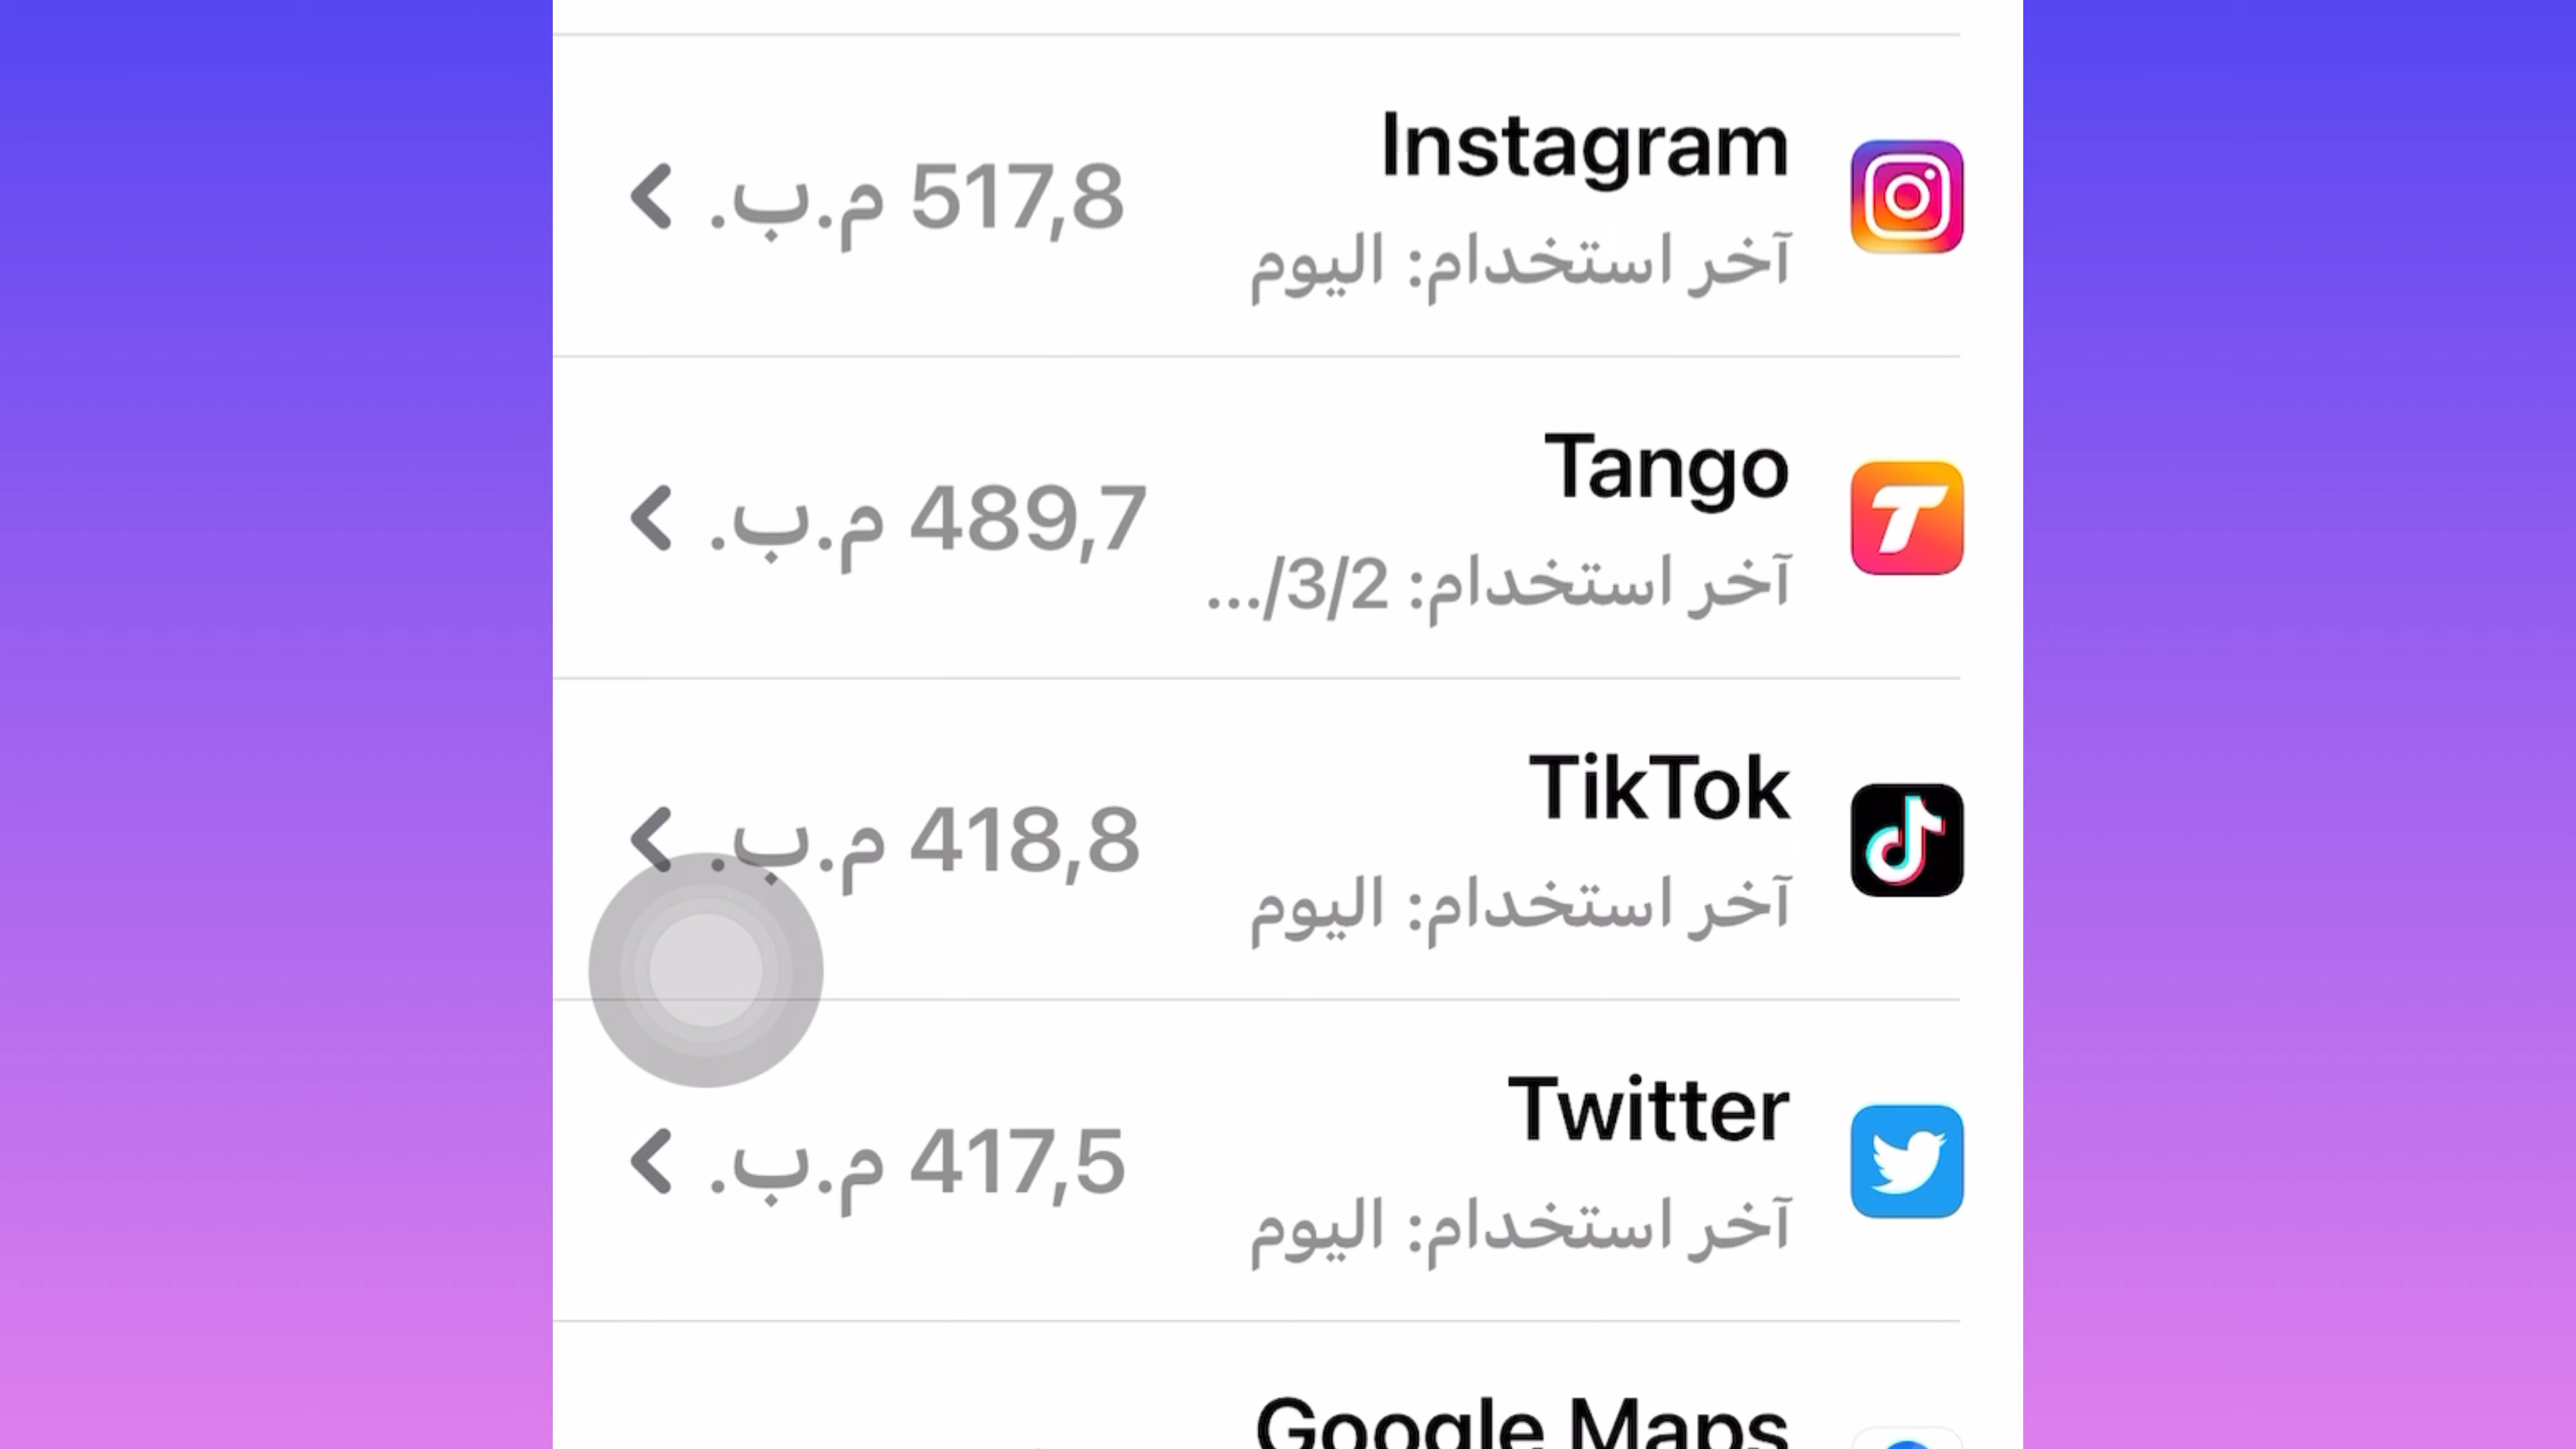 Instagram
517,8 م.ب.
آخر استخدام: اليوم
Tango
489,7 م.ب.
آخر استخدام: 3/2/...
TikTok
418,8 م.ب.
آخر استخدام: اليوم
Twitter
417,5 م.ب.
آخر استخدام: اليوم
Google Maps